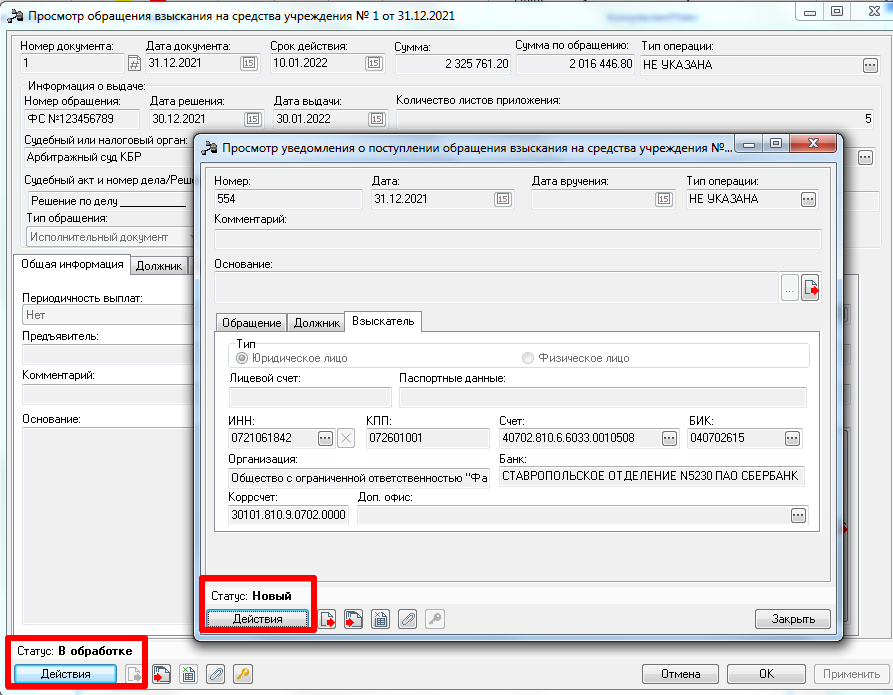 Просмотр обращения взыскания на средства учреждения № 1 от 31.12.2021
Номер документа: Дата документа: Срок действия: Сумма: Сумма по обращению: Тип операции:
1 # 31.12.2021 15 10.01.2022 15 2 325 761.20 2 016 446.80 НЕ УКАЗАНА ...
Информация о выдаче:
Номер обращения: Дата решения: Дата выдачи: Количество листов приложения:
ФС №123456789 30.12.2021 15 30.01.2022 15 5
Судебный или налоговый орган:
Арбитражный суд КБР ...
Судебный акт и номер дела/Реше
Решение по делу ___________
Тип обращения:
Исполнительный документ
Общая информация Должник
Периодичность выплат:
Нет
Предъявитель:
Комментарий:
Основание:
Просмотр уведомления о поступлении обращения взыскания на средства учреждения №...
Номер: Дата: Дата вручения: Тип операции:
554 31.12.2021 15 15 НЕ УКАЗАНА ...
Комментарий:
Основание:
...
Обращение Должник Взыскатель
Тип
Юридическое лицо Физическое лицо
Лицевой счет: Паспортные данные:
ИНН: КПП: Счет: БИК:
0721061842 ... 072601001 40702.810.6.6033.0010508 ... 040702615 ...
Организация: Банк:
Общество с ограниченной ответственностью "Фа СТАВРОПОЛЬСКОЕ ОТДЕЛЕНИЕ N5230 ПАО СБЕРБАНК
Коррсчет: Доп. офис:
30101.810.9.0702.0000 ...
Статус: Новый
Действия Закрыть
Статус: В обработке
Действия Отмена OK Применить